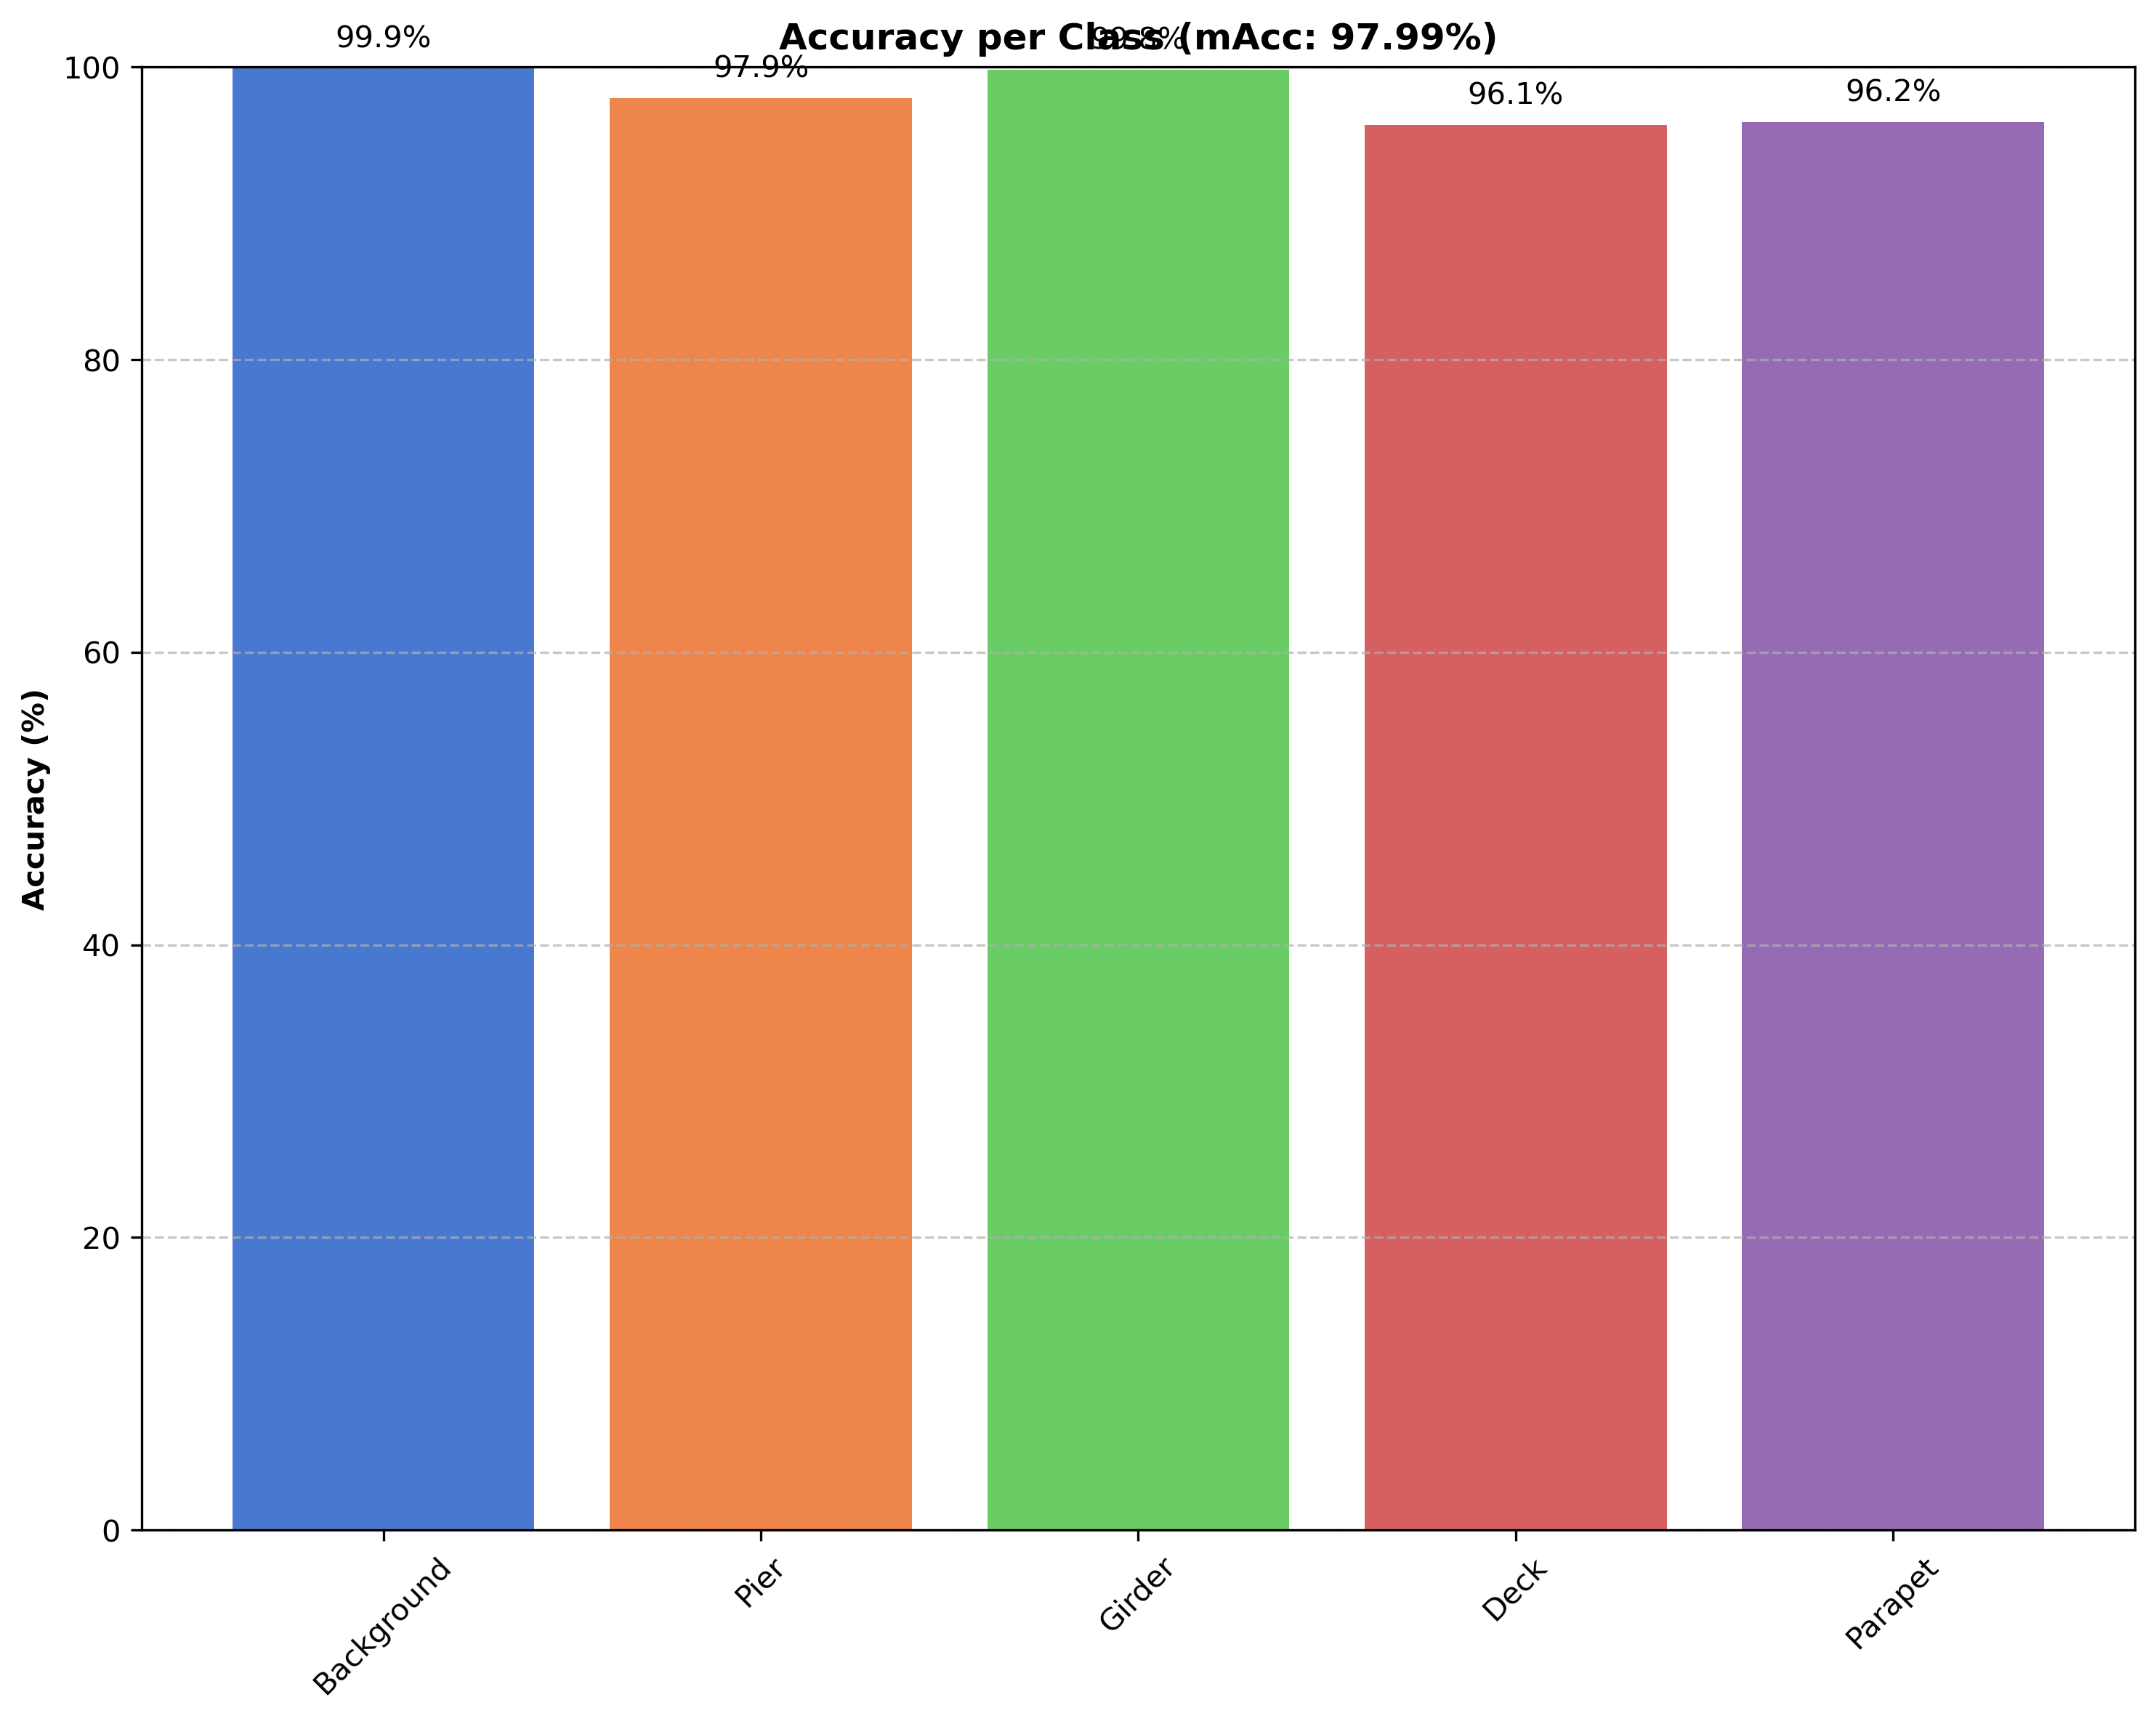 Accuracy per Class (mAcc: 97.99%)
99.9%
97.9%
96.1%
96.2%
100
80
60
40
20
0
Accuracy (%)
Background
Pier
Girder
Deck
Parapet